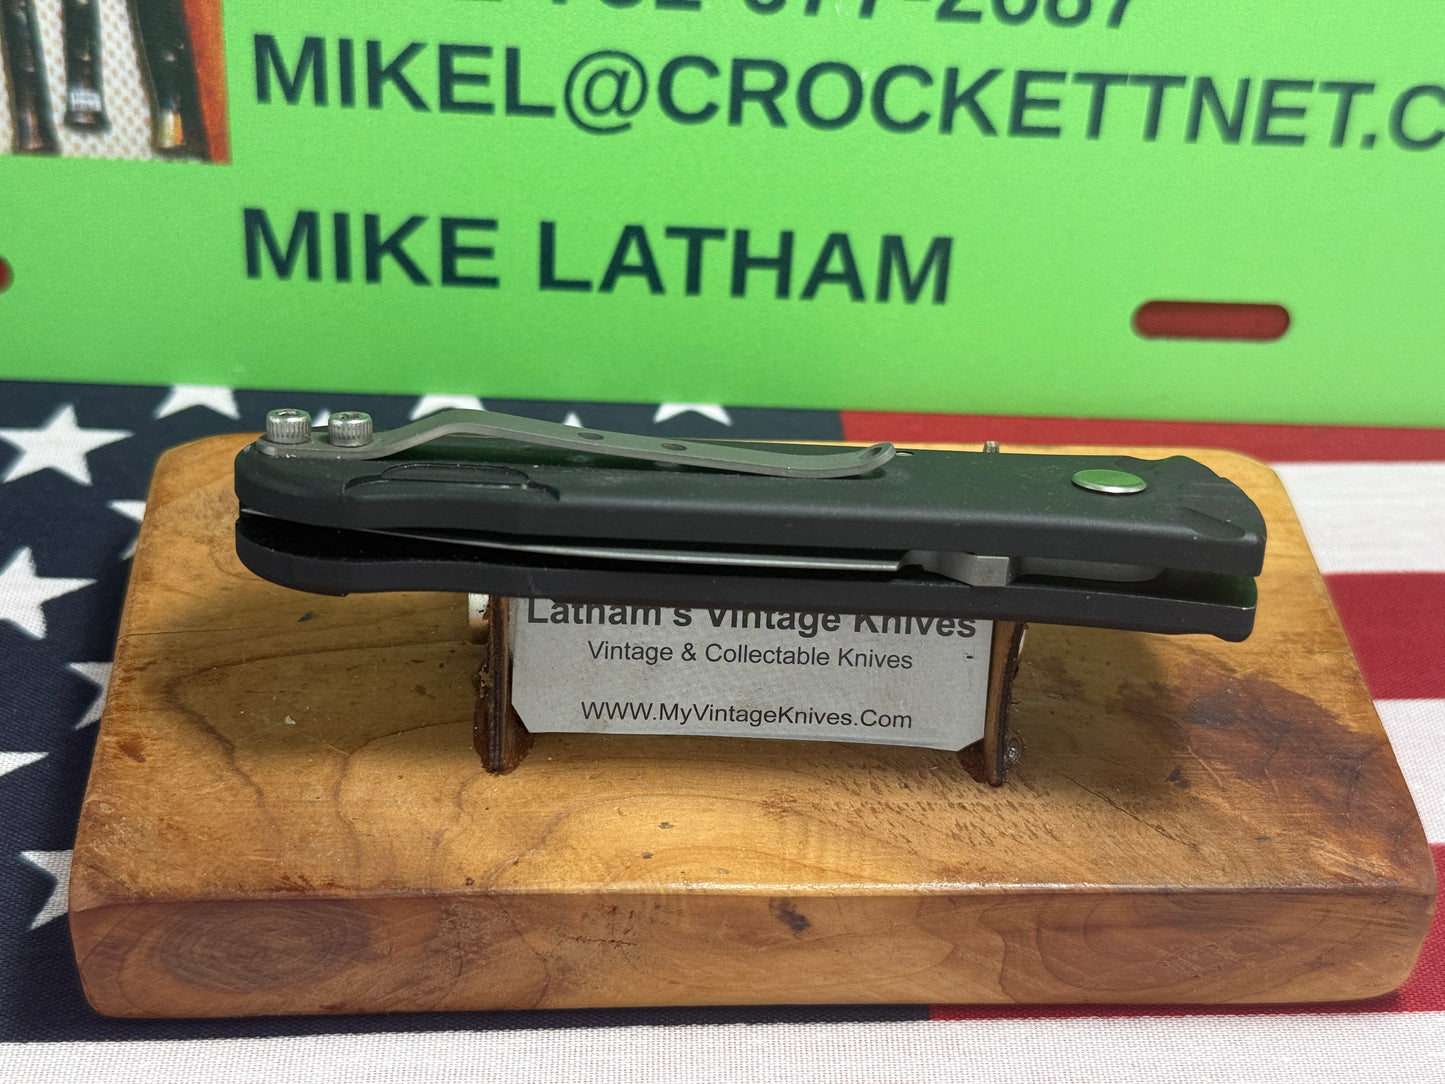 MIKEL@CROCKETTNET.C
MIKE LATHAM
Latham's Vintage Knives
Vintage & Collectable Knives
WWW.MyVintageKnives.Com